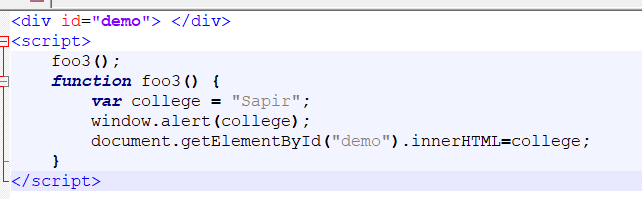 <div id="demo"> </div>
<script>
    foo3();
    function foo3() {
        var college = "Sapir";
        window.alert(college);
        document.getElementById("demo").innerHTML=college;
    }
</script>